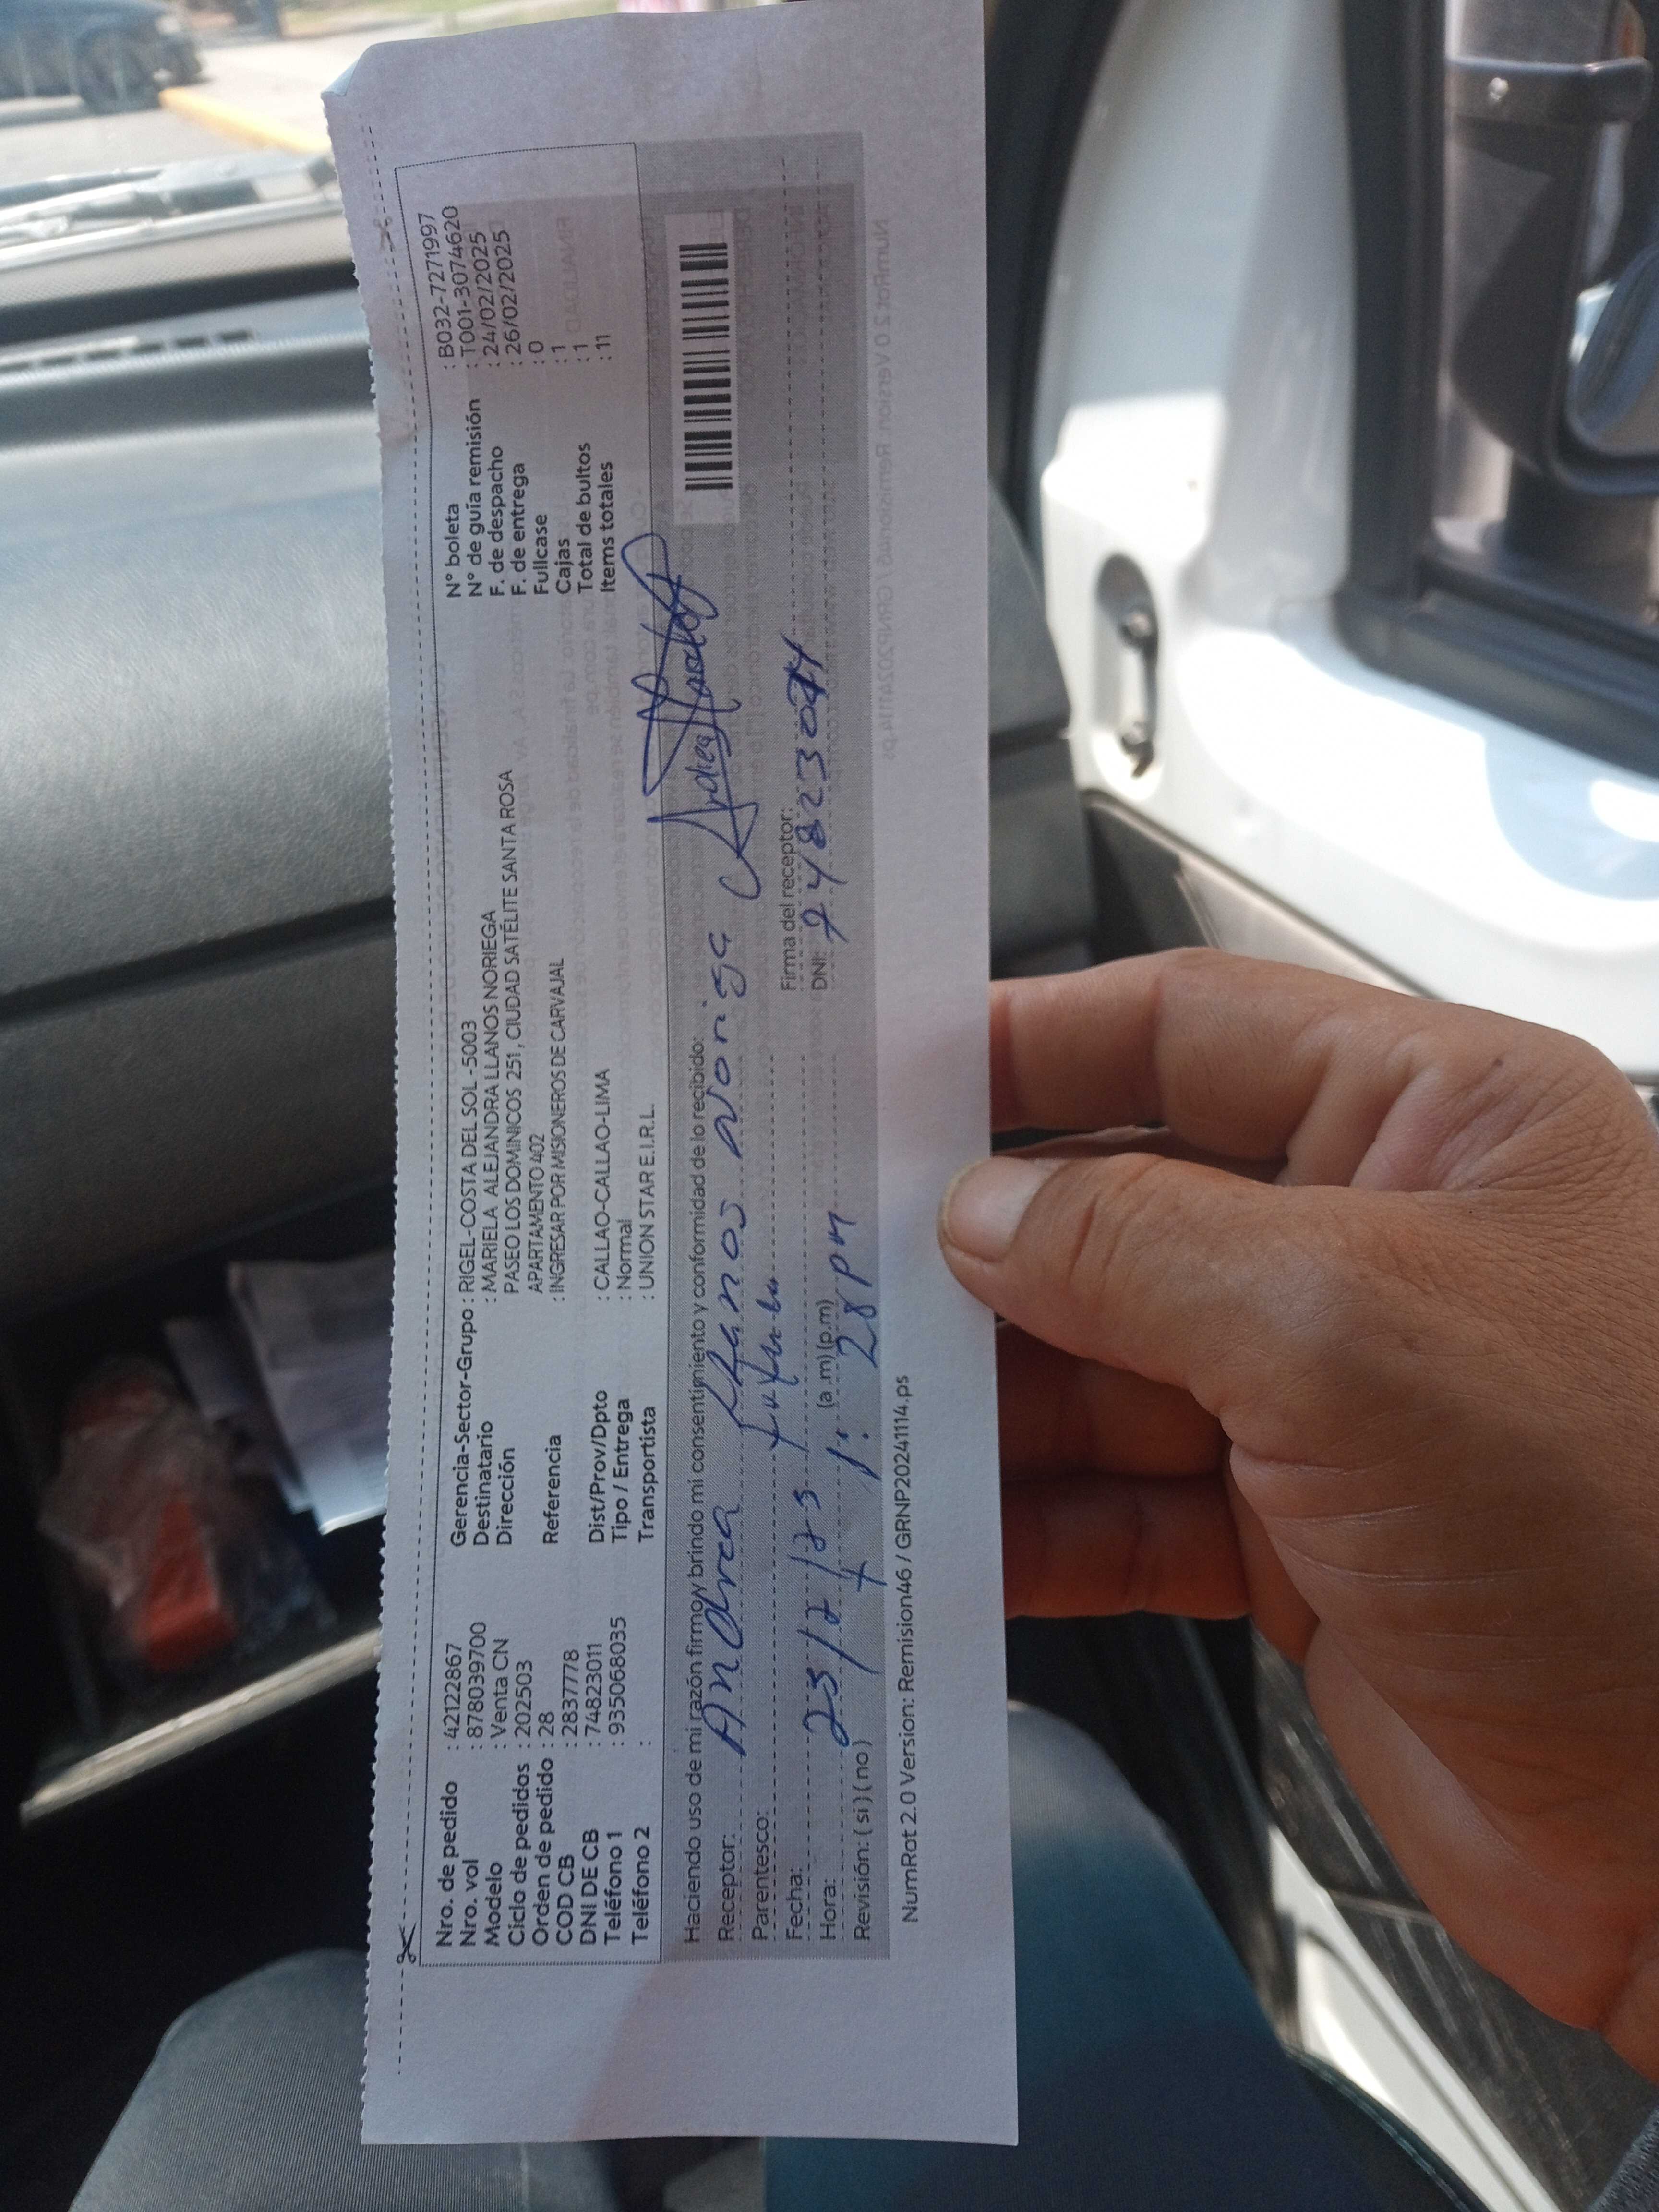 Nro. de pedido : 42122867
Nro. vol : 878039700
Modelo : Venta CN
Ciclo de pedidos : 202503
Orden de pedido : 28
COD CB : 2837778
DNI DE CB : 74823011
Teléfono 1 : 935068035
Teléfono 2 :
Gerencia-Sector-Grupo : RIGEL-COSTA DEL SOL -5003
Destinatario : MARIELA ALEJANDRA LLANOS NORIEGA
Dirección PASEO LOS DOMINICOS 251 , CIUDAD SATÉLITE SANTA ROSA
APARTAMENTO 402
Referencia : INGRESAR POR MISIONEROS DE CARVAJAL
Dist/Prov/Dpto : CALLAO-CALLAO-LIMA
Tipo / Entrega : Normal
Transportista : UNION STAR E.I.R.L.
N° boleta : B032-7271997
N° de guía remisión : T001-3074620
F. de despacho : 24/02/2025
F. de entrega : 26/02/2025
Fullcase : 0
Cajas : 1
Total de bultos : 1
Items totales : 11
Haciendo uso de mi razón firmo y brindo mi consentimiento y conformidad de lo recibido:
Receptor: Andrea Llanos Noriega
Parentesco:
Fecha:
Hora: (a .m) (p.m) 1:28 pm
Revisión: ( si ) ( no )
Firma del receptor:
DNI:
NumRot 2.0 Version: Remision46 / GRNP20241114.ps